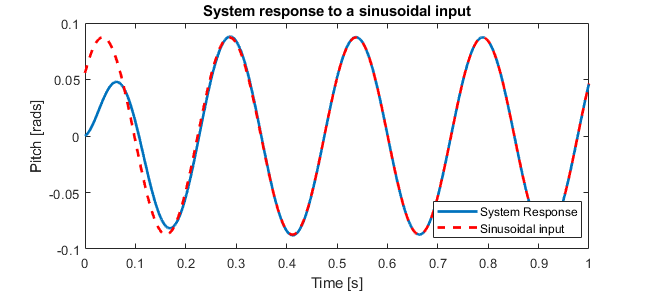 System response to a sinusoidal input
Pitch [rads]
0.1
0.05
0
-0.05
-0.1
System Response
Sinusoidal input
0 0.1 0.2 0.3 0.4 0.5 0.6 0.7 0.8 0.9 1
Time [s]